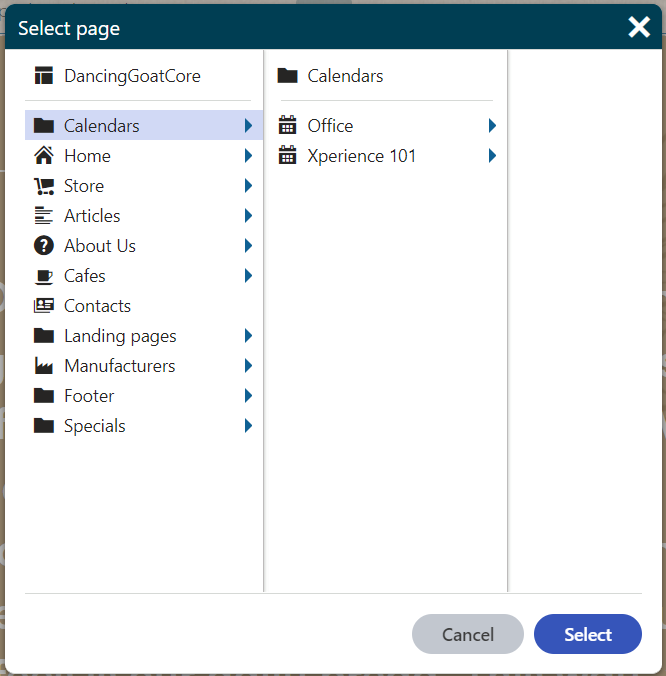 Select page
DancingGoatCore
Calendars
Home
Store
Articles
About Us
Cafes
Contacts
Landing pages
Manufacturers
Footer
Specials
Calendars
Office
Xperience 101
Cancel
Select